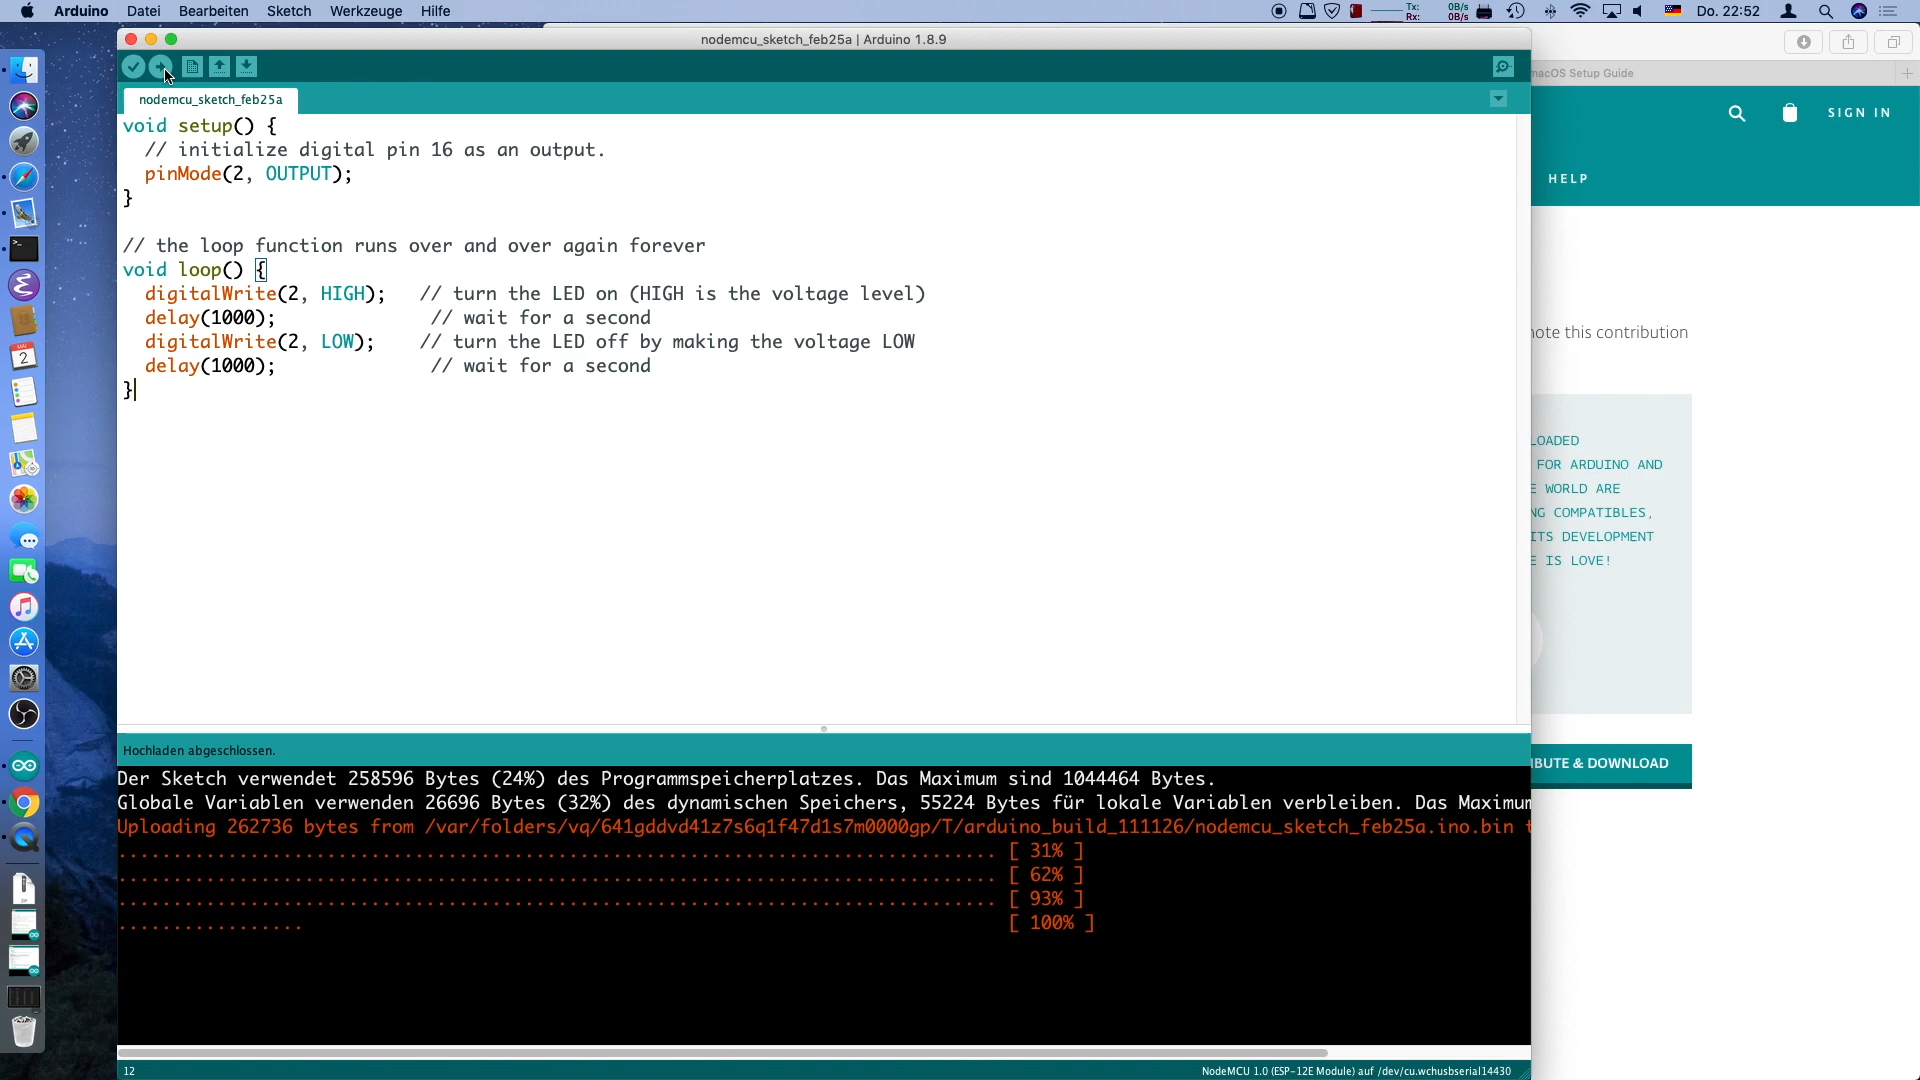 Arduino Datei Bearbeiten Sketch Werkzeuge Hilfe
Tx: 0B/s
Rx: 0B/s
Do. 22:52
nodemcu_sketch_feb25a | Arduino 1.8.9
macOS Setup Guide
nodemcu_sketch_feb25a
SIGN IN
HELP
void setup() {
// initialize digital pin 16 as an output.
pinMode(2, OUTPUT);
}
// the loop function runs over and over again forever
void loop() {
digitalWrite(2, HIGH); // turn the LED on (HIGH is the voltage level)
delay(1000); // wait for a second
digitalWrite(2, LOW); // turn the LED off by making the voltage LOW
delay(1000); // wait for a second
}
this contribution
LOADED
FOR ARDUINO AND
E WORLD ARE
NG COMPATIBLES,
ITS DEVELOPMENT
E IS LOVE!
IBUTE & DOWNLOAD
Hochladen abgeschlossen.
Der Sketch verwendet 258596 Bytes (24%) des Programmspeicherplatzes. Das Maximum sind 1044464 Bytes.
Globale Variablen verwenden 26696 Bytes (32%) des dynamischen Speichers, 55224 Bytes für lokale Variablen verbleiben. Das Maximum
Uploading 262736 bytes from /var/folders/vq/641gddvd41z7s6q1f47d1s7m0000gp/T/arduino_build_111126/nodemcu_sketch_feb25a.ino.bin t
................................................................................ [ 31% ]
................................................................................ [ 62% ]
................................................................................ [ 93% ]
................. [ 100% ]
12
NodeMCU 1.0 (ESP-12E Module) auf /dev/cu.wchusbserial14430